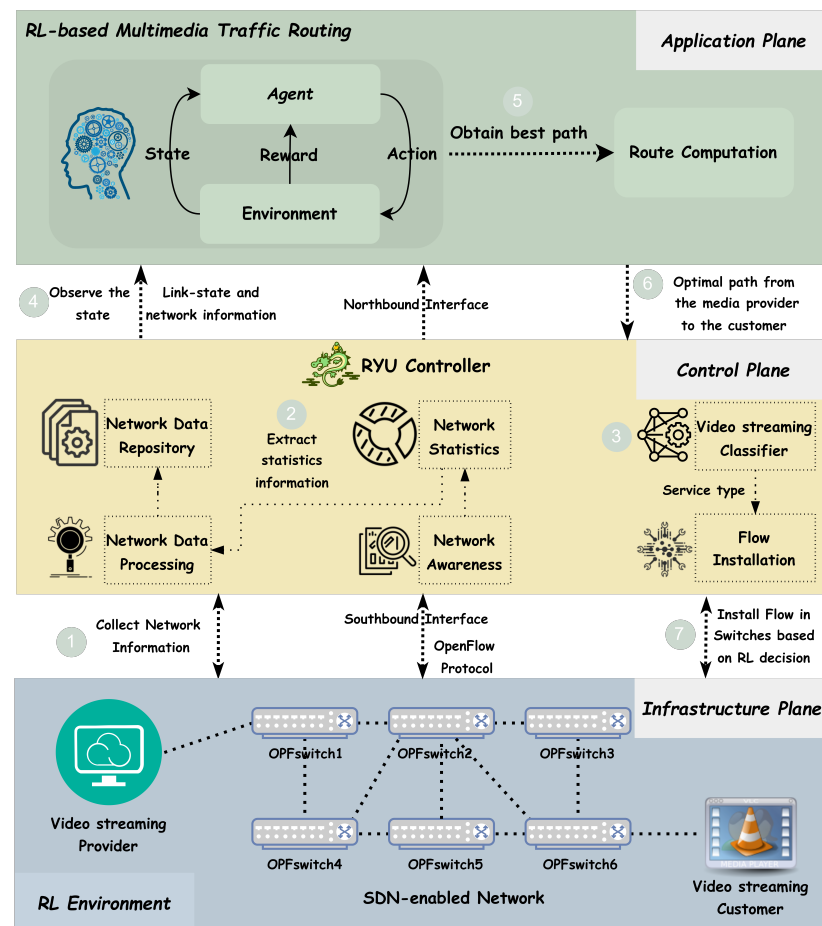 RL-based Multimedia Traffic Routing
Application Plane
Agent
5
Obtain best path
State
Reward
Action
Route Computation
Environment
4
Observe the
state
Link-state and
network information
Northbound Interface
6
Optimal path from
the media provider
to the customer
RYU Controller
Control Plane
Network Data
Repository
2
Extract
statistics
information
Network
Statistics
3
Video streaming
Classifier
Service type
Network Data
Processing
Network
Awareness
Flow
Installation
1
Collect Network
Information
Southbound Interface
OpenFlow
Protocol
7
Install Flow in
Switches based
on RL decision
Infrastructure Plane
OPFswitch1
OPFswitch2
OPFswitch3
Video streaming
Provider
OPFswitch4
OPFswitch5
OPFswitch6
VLC
MEDIA PLAYER
Video streaming
Customer
SDN-enabled Network
RL Environment